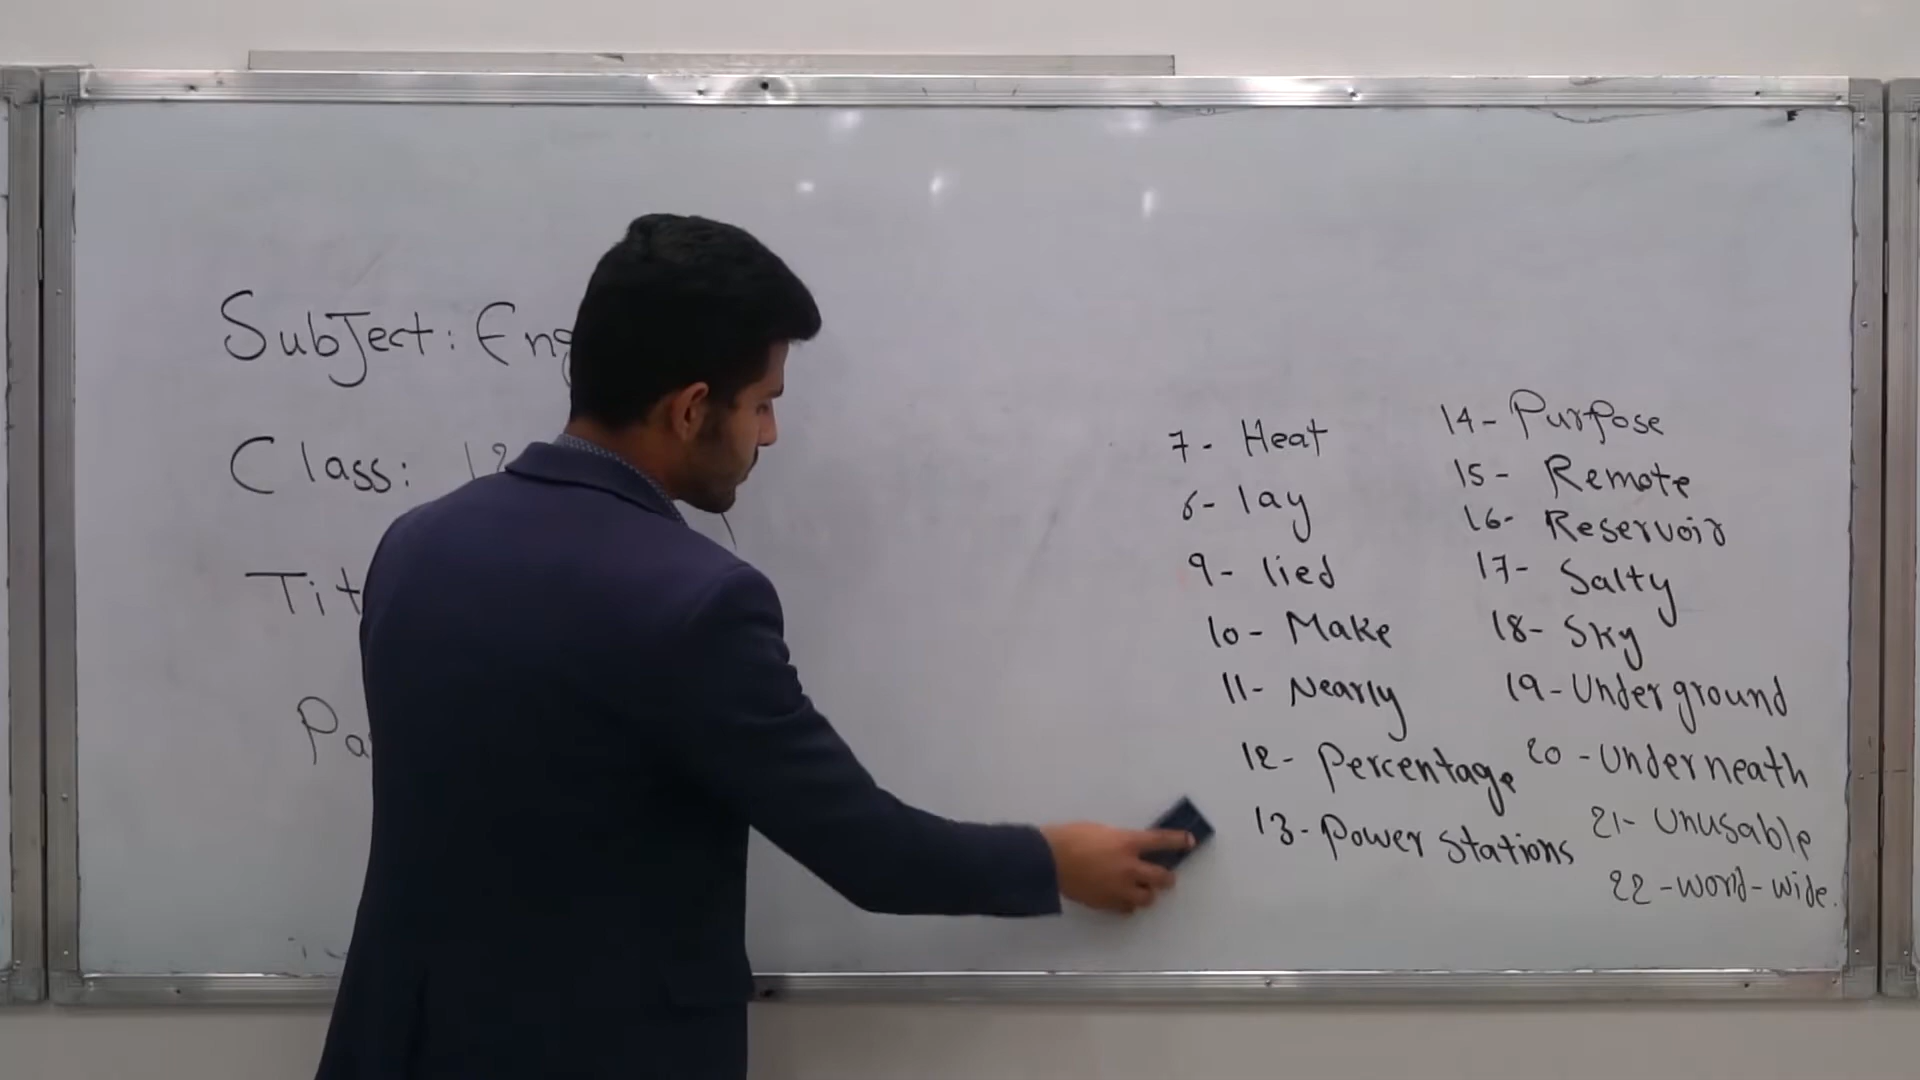 Subject: Eng
Class: 12
Tit
Pa
7- Heat
6- lay
9- lied
10- Make
11- Nearly
12- Percentage
13- Power stations
14- Purpose
15- Remote
16- Reservoir
17- Salty
18- Sky
19- Underground
20- Underneath
21- Unusable
22- world-wide.